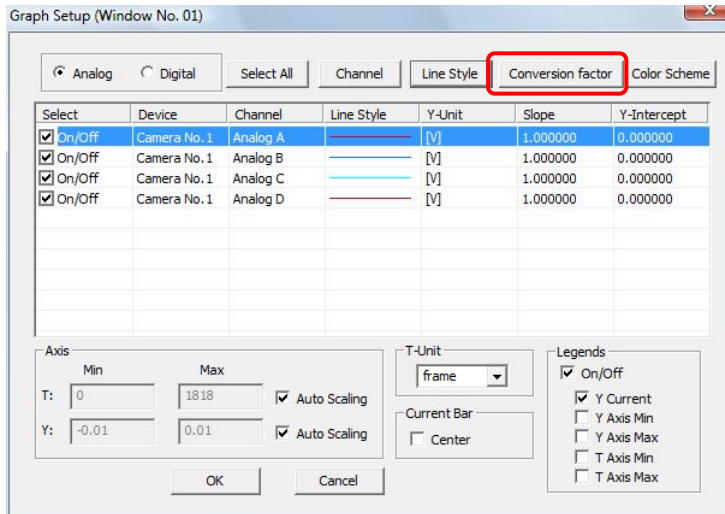 Graph Setup (Window No. 01)
Analog Digital Select All Channel Line Style Conversion factor Color Scheme
Select Device Channel Line Style Y-Unit Slope Y-Intercept
On/Off Camera No. 1 Analog A [V] 1.000000 0.000000
On/Off Camera No. 1 Analog B [V] 1.000000 0.000000
On/Off Camera No. 1 Analog C [V] 1.000000 0.000000
On/Off Camera No. 1 Analog D [V] 1.000000 0.000000
Axis
Min Max
T: 0 1818 Auto Scaling
Y: -0.01 0.01 Auto Scaling
T-Unit
frame
Current Bar
Center
Legends
On/Off
Y Current
Y Axis Min
Y Axis Max
T Axis Min
T Axis Max
OK Cancel